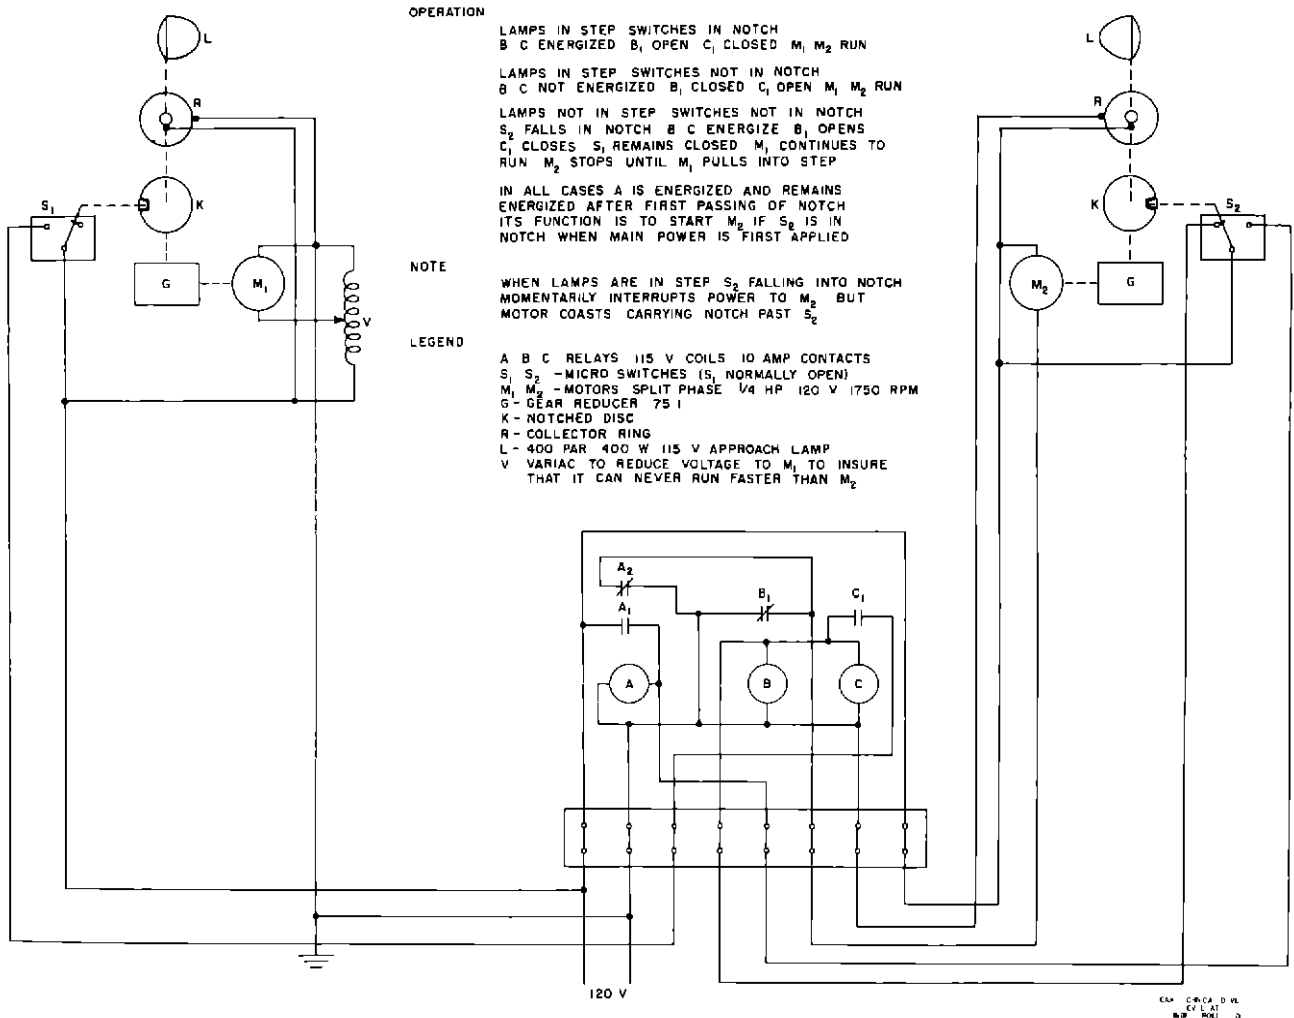 OPERATION
LAMPS IN STEP SWITCHES IN NOTCH
B C ENERGIZED B₁ OPEN C₁ CLOSED M₁ M₂ RUN
LAMPS IN STEP SWITCHES NOT IN NOTCH
B C NOT ENERGIZED B₁ CLOSED C₁ OPEN M₁ M₂ RUN
LAMPS NOT IN STEP SWITCHES NOT IN NOTCH
S₂ FALLS IN NOTCH B C ENERGIZE B₁ OPENS
C₁ CLOSES S₁ REMAINS CLOSED M₁ CONTINUES TO
RUN M₂ STOPS UNTIL M₁ PULLS INTO STEP
IN ALL CASES A IS ENERGIZED AND REMAINS
ENERGIZED AFTER FIRST PASSING OF NOTCH
ITS FUNCTION IS TO START M₂ IF S₂ IS IN
NOTCH WHEN MAIN POWER IS FIRST APPLIED
NOTE
WHEN LAMPS ARE IN STEP S₂ FALLING INTO NOTCH
MOMENTARILY INTERRUPTS POWER TO M₂ BUT
MOTOR COASTS CARRYING NOTCH PAST S₂
LEGEND
A B C RELAYS 115 V COILS 10 AMP CONTACTS
S₁ S₂ - MICRO SWITCHES (S₁ NORMALLY OPEN)
M₁ M₂ - MOTORS SPLIT PHASE 1/4 HP 120 V 1750 RPM
G - GEAR REDUCER 75 1
K - NOTCHED DISC
R - COLLECTOR RING
L - 400 PAR 400 W 115 V APPROACH LAMP
V VARIAC TO REDUCE VOLTAGE TO M₁ TO INSURE
THAT IT CAN NEVER RUN FASTER THAN M₂
L
R
K
S₁
G
M₁
V
L
R
K
S₂
M₂
G
A₂
A₁
B₁
C₁
A
B
C
120 V